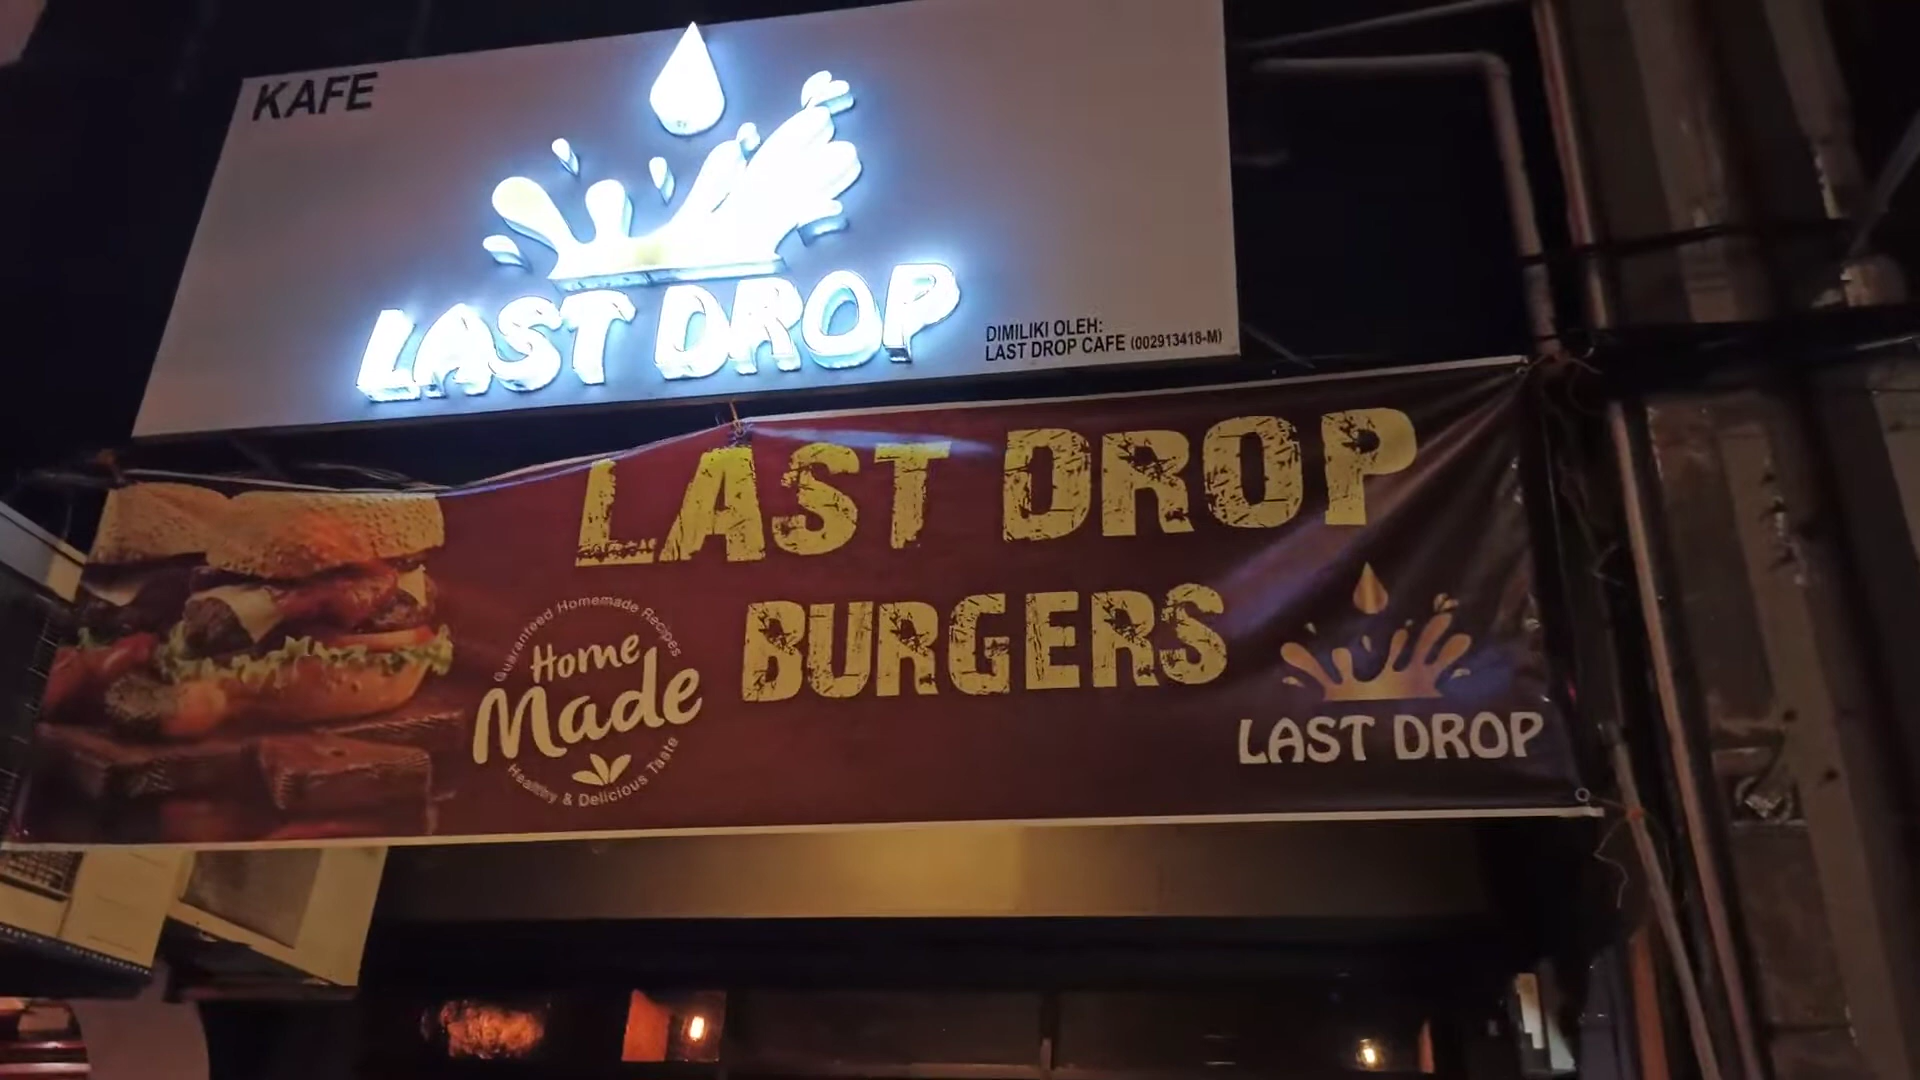 KAFE
LAST DROP
DIMILIKI OLEH:
LAST DROP CAFE (002913418-M)
LAST DROP
BURGERS
Guaranteed Homemade Recipes
Home
Made
Healthy & Delicious Taste
LAST DROP